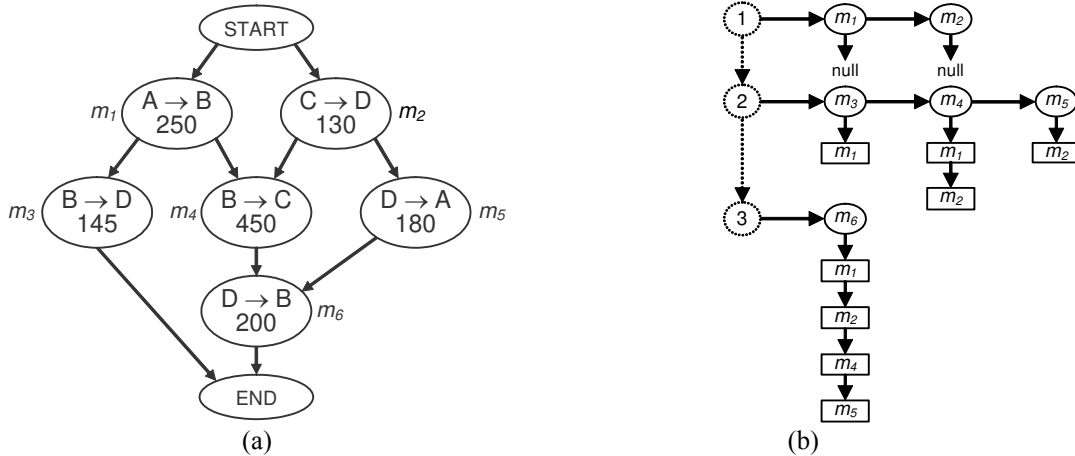 START
A → B
250
m1
C → D
130
m2
B → D
145
m3
B → C
450
m4
D → A
180
m5
D → B
200
m6
END
(a)
1
m1
m2
null
null
2
m3
m4
m5
m1
m1
m2
m2
3
m6
m1
m2
m4
m5
(b)